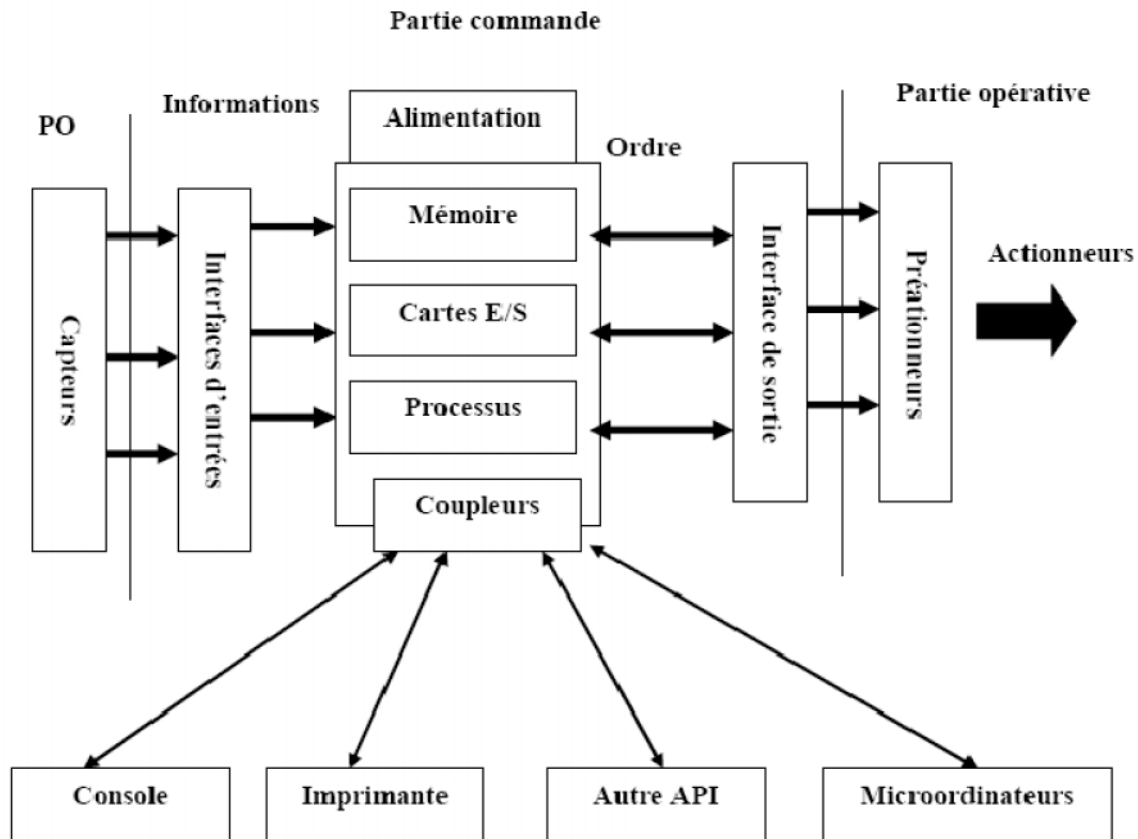 Partie commande
Partie opérative
Informations
PO
Alimentation
Ordre
Mémoire
Cartes E/S
Processus
Coupleurs
Capteurs
Interfaces d'entrées
Interface de sortie
Préationneurs
Actionneurs
Console
Imprimante
Autre API
Microordinateurs